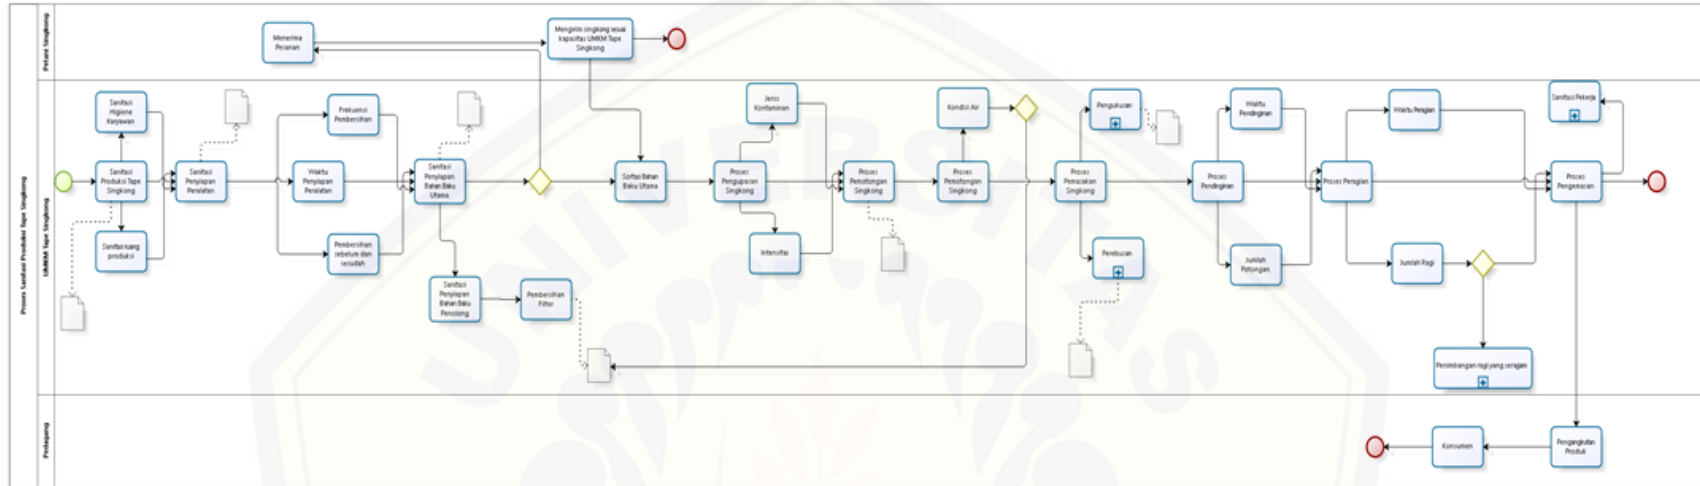 Proses Sanitasi Produksi Tape Singkong
Petani Singkong
Menerima
Pesanan
Mengirim singkong sesuai
kapasitas UMKM Tape
Singkong
UMKM Tape Singkong
Sanitasi
Higiene
Karyawan
Sanitasi
Produksi Tape
Singkong
Sanitasi ruang
produksi
Sanitasi
Penyiapan
Peralatan
Frekuensi
Pembersihan
Waktu
Penyiapan
Peralatan
Pembersihan
sebelum dan
sesudah
Sanitasi
Penyiapan
Bahan Baku
Utama
Sanitasi
Penyiapan
Bahan Baku
Penolong
Pembersihan
Filter
Sortasi Bahan
Baku Utama
Jenis
Kontaminan
Proses
Pengupasan
Singkong
Intensitas
Proses
Pemotongan
Singkong
Kondisi Air
Proses
Pemotongan
Singkong
Pengukusan
Proses
Pemasakan
Singkong
Perebusan
Waktu
Pendinginan
Proses
Pendinginan
Jumlah
Potongan
Proses Peragian
Waktu Peragian
Jumlah Ragi
Penimbangan ragi yang seragam
Sanitasi Pekerja
Proses
Pengemasan
Pedagang
Konsumen
Pengangkutan
Produk
UNIVERSITAS